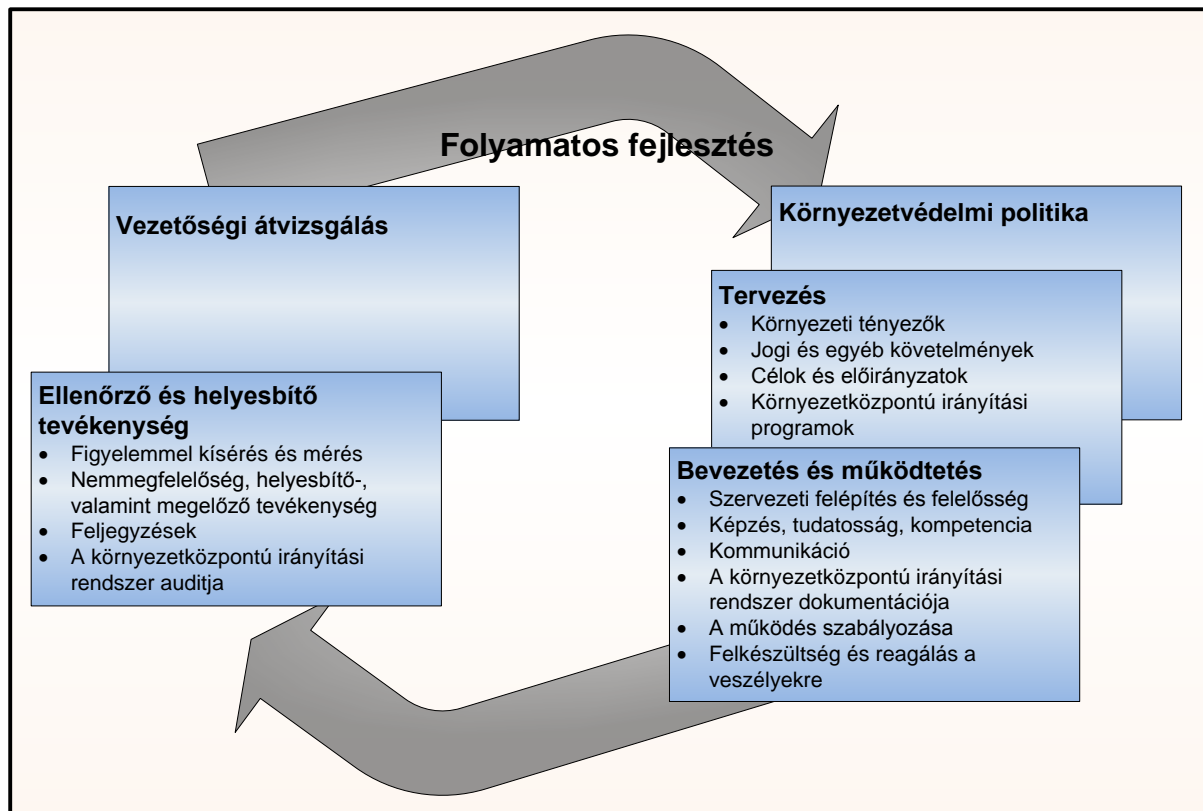 Folyamatos fejlesztés
Vezetőségi átvizsgálás
Környezetvédelmi politika
Tervezés
• Környezeti tényezők
• Jogi és egyéb követelmények
• Célok és előirányzatok
• Környezetközpontú irányítási
programok
Ellenőrző és helyesbítő
tevékenység
• Figyelemmel kísérés és mérés
• Nemmegfelelőség, helyesbítő-,
valamint megelőző tevékenység
• Feljegyzések
• A környezetközpontú irányítási
rendszer auditja
Bevezetés és működtetés
• Szervezeti felépítés és felelősség
• Képzés, tudatosság, kompetencia
• Kommunikáció
• A környezetközpontú irányítási
rendszer dokumentációja
• A működés szabályozása
• Felkészültség és reagálás a
veszélyekre